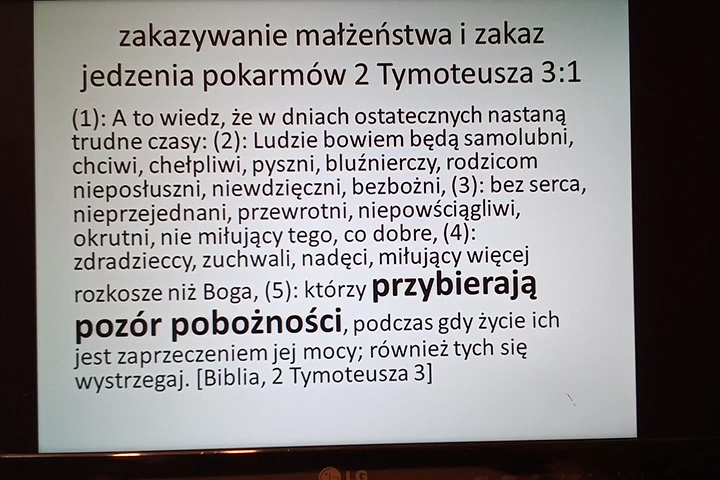 zakazywanie małżeństwa i zakaz
jedzenia pokarmów 2 Tymoteusza 3:1
(1): A to wiedz, że w dniach ostatecznych nastaną
trudne czasy: (2): Ludzie bowiem będą samolubni,
chciwi, chełpliwi, pyszni, bluźnierczy, rodzicom
nieposłuszni, niewdzięczni, bezbożni, (3): bez serca,
nieprzejednani, przewrotni, niepowściągliwi,
okrutni, nie miłujący tego, co dobre, (4):
zdradzieccy, zuchwali, nadęci, miłujący więcej
rozkosze niż Boga, (5): którzy przybierają
pozór pobożności, podczas gdy życie ich
jest zaprzeczeniem jej mocy; również tych się
wystrzegaj. [Biblia, 2 Tymoteusza 3]
LG